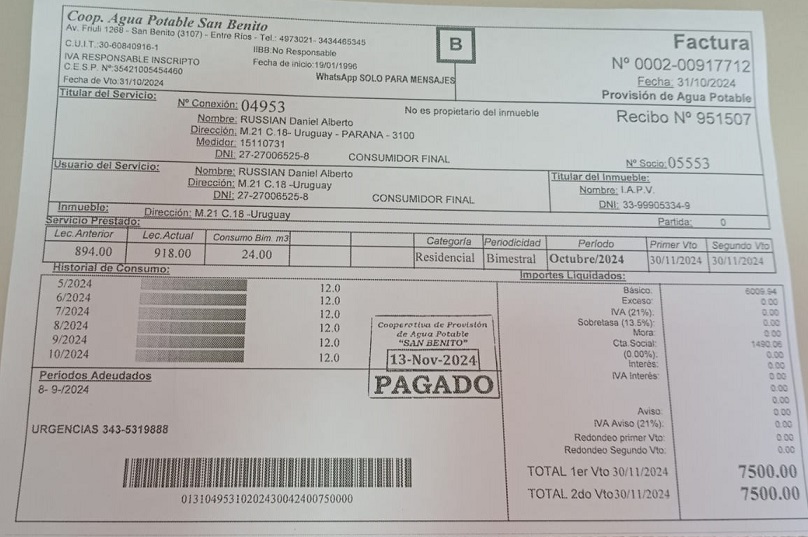 Coop. Agua Potable San Benito
Av. Friuli 1268 - San Benito (3107) - Entre Ríos - Tel.: 4973021- 3434465345
C.U.I.T.:30-60840916-1
IIBB:No Responsable
IVA RESPONSABLE INSCRIPTO
Fecha de inicio:19/01/1996
C.E.S.P. Nº:35421005454460
WhatsApp SOLO PARA MENSAJES
Fecha de Vto:31/10/2024
B
Factura
Nº 0002-00917712
Fecha: 31/10/2024
Provisión de Agua Potable
Recibo Nº 951507
Titular del Servicio:
Nº Conexión: 04953
No es propietario del inmueble
Nombre: RUSSIAN Daniel Alberto
Dirección: M.21 C.18- Uruguay - PARANA - 3100
Medidor: 15110731
DNI: 27-27006525-8 CONSUMIDOR FINAL
Nº Socio:05553
Usuario del Servicio:
Nombre: RUSSIAN Daniel Alberto
Dirección: M.21 C.18 -Uruguay
DNI: 27-27006525-8 CONSUMIDOR FINAL
Titular del Inmueble:
Nombre: I.A.P.V.
DNI: 33-99905334-9
Inmueble: Dirección: M.21 C.18 -Uruguay
Partida: 0
Servicio Prestado:
Lec.Anterior Lec.Actual Consumo Bim. m3 Categoría Periodicidad Período Primer Vto Segundo Vto
894.00 918.00 24.00 Residencial Bimestral Octubre/2024 30/11/2024 30/11/2024
Historial de Consumo:
5/2024 12.0
6/2024 12.0
7/2024 12.0
8/2024 12.0
9/2024 12.0
10/2024 12.0
Cooperativa de Provisión
de Agua Potable
"SAN BENITO"
13-Nov-2024
PAGADO
Periodos Adeudados
8- 9-/2024
URGENCIAS 343-5319888
01310495310202430042400750000
Importes Liquidados:
Básico: 6009.94
Exceso: 0.00
IVA (21%): 0.00
Sobretasa (13.5%): 0.00
Mora: 0.00
Cta.Social: 1490.06
(0.00%): 0.00
Interés: 0.00
IVA Interés: 0.00
0.00
0.00
Aviso: 0.00
IVA Aviso (21%): 0.00
Redondeo primer Vto: 0.00
Redondeo Segundo Vto: 0.00
TOTAL 1er Vto 30/11/2024 7500.00
TOTAL 2do Vto30/11/2024 7500.00